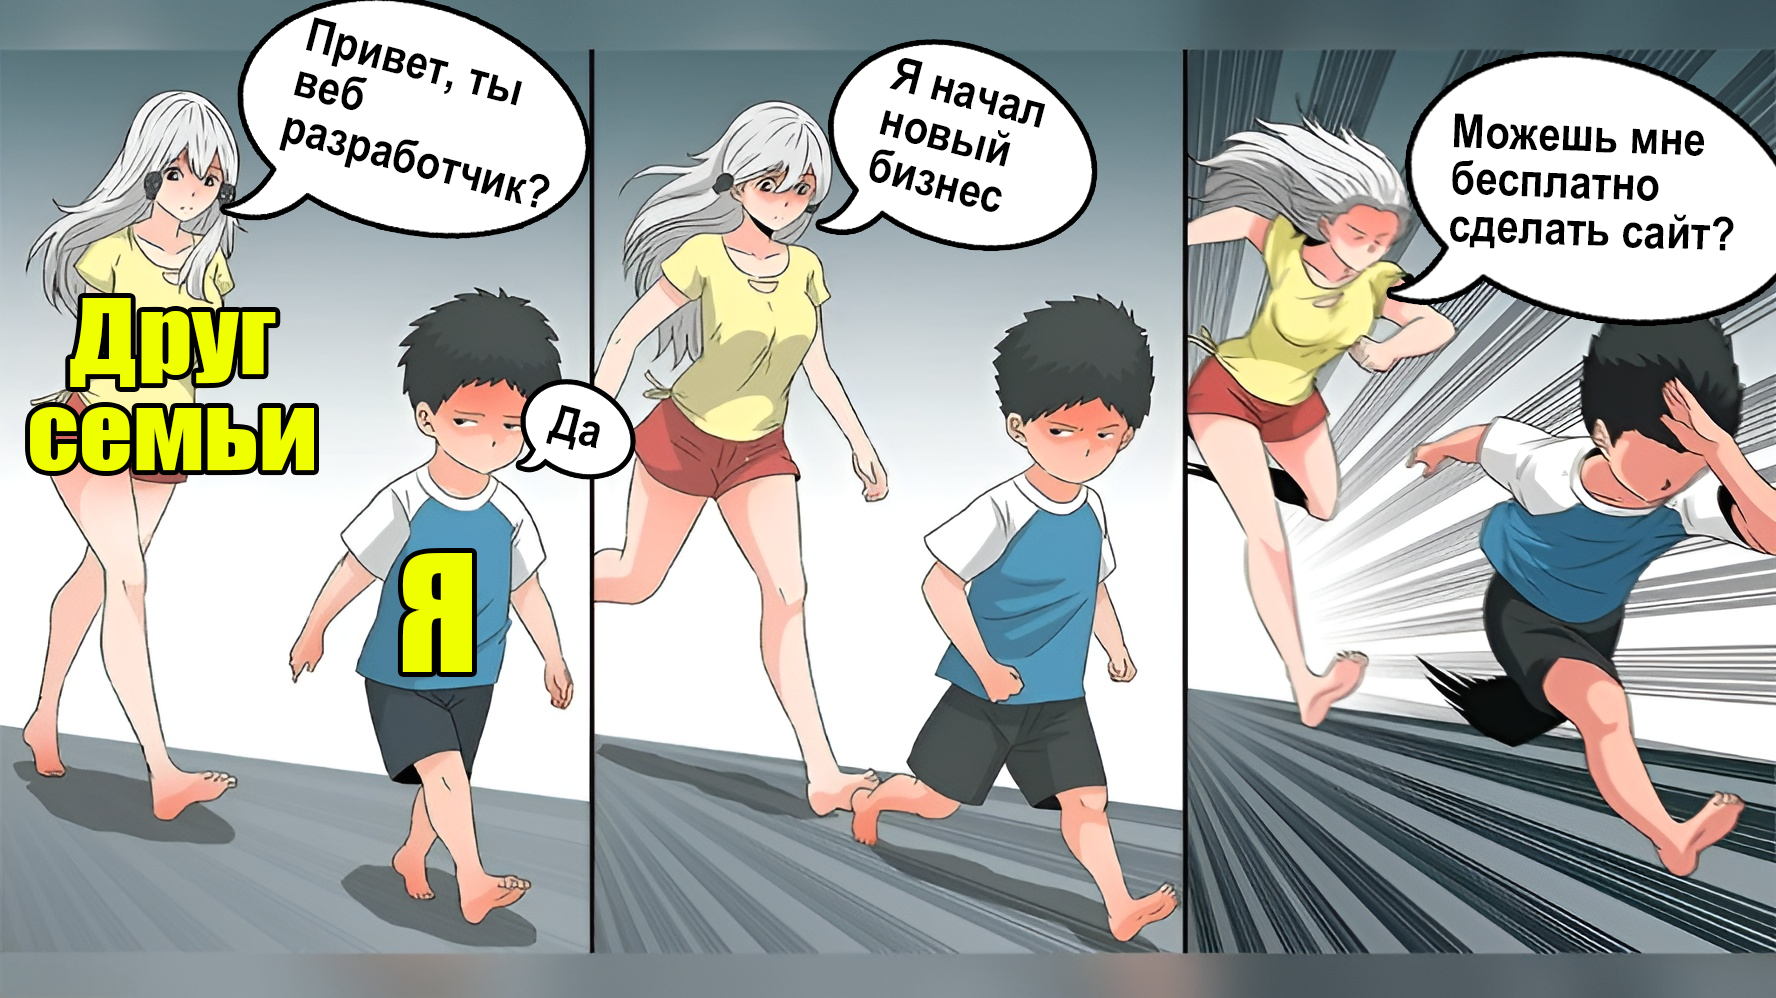 Привет, ты
веб
разработчик?
Друг
семьи
Да
Я
Я начал
новый
бизнес
Можешь мне
бесплатно
сделать сайт?